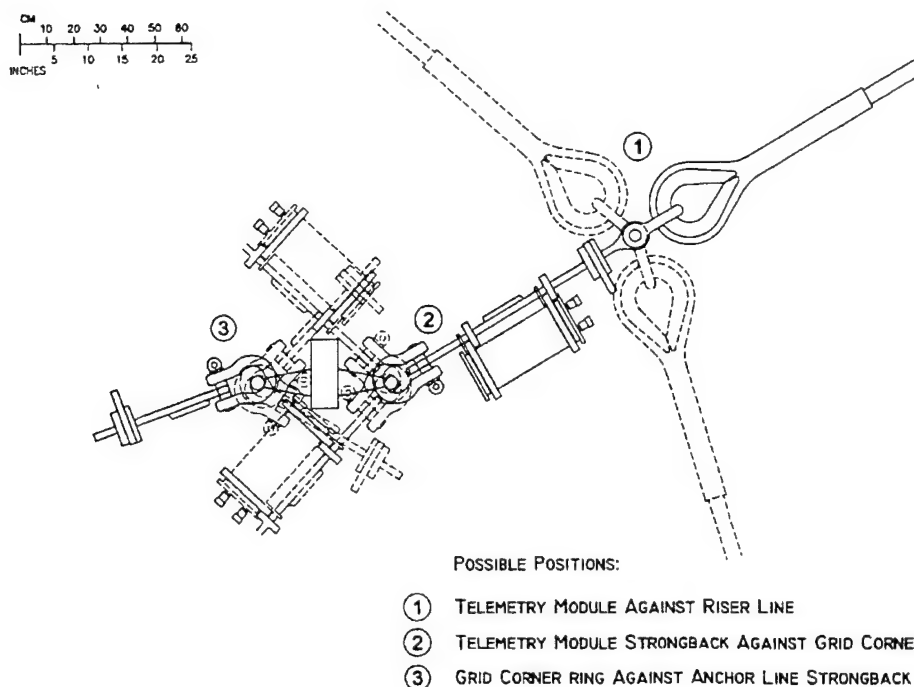 CM
10 20 30 40 50 60
5 10 15 20 25
INCHES
1
2
3
POSSIBLE POSITIONS:
1 TELEMETRY MODULE AGAINST RISER LINE
2 TELEMETRY MODULE STRONGBACK AGAINST GRID CORNE
3 GRID CORNER RING AGAINST ANCHOR LINE STRONGBACK